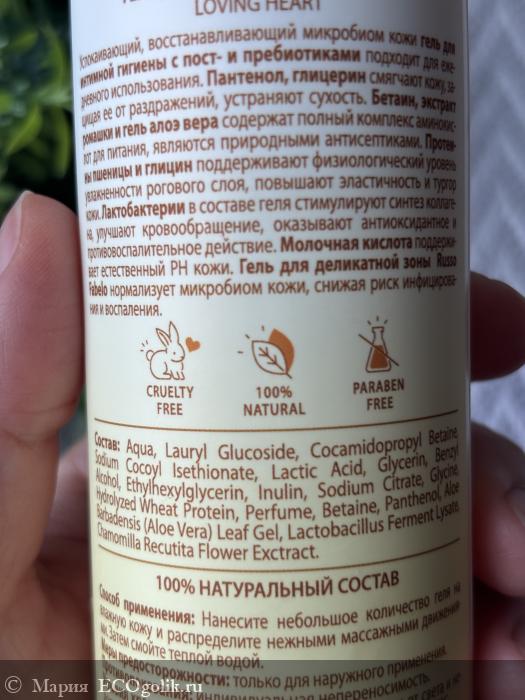 LOVING HEART
Успокаивающий, восстанавливающий микробиом кожи гель для
интимной гигиены с пост- и пребиотиками подходит для еже-
дневного использования. Пантенол, глицерин смягчают кожу, за-
щищая ее от раздражений, устраняют сухость. Бетаин, экстракт
ромашки и гель алоэ вера содержат полный комплекс аминокис-
лот для питания, являются природными антисептиками. Протеи-
ны пшеницы и глицин поддерживают физиологический уровень
увлажненности рогового слоя, повышают эластичность и тургор
кожи. Лактобактерии в составе геля стимулируют синтез коллаге-
на, улучшают кровообращение, оказывают антиоксидантное и
противовоспалительное действие. Молочная кислота поддержи-
вает естественный PH кожи. Гель для деликатной зоны Russo
Fabelo нормализует микробиом кожи, снижая риск инфицирова-
ния и воспаления.
CRUELTY
FREE
100%
NATURAL
PARABEN
FREE
Состав: Aqua, Lauryl Glucoside, Cocamidopropyl Betaine,
Sodium Cocoyl Isethionate, Lactic Acid, Glycerin, Benzyl
Alcohol, Ethylhexylglycerin, Inulin, Sodium Citrate, Glycine,
Hydrolyzed Wheat Protein, Perfume, Betaine, Panthenol, Aloe
Barbadensis (Aloe Vera) Leaf Gel, Lactobacillus Ferment Lysate,
Chamomilla Recutita Flower Exctract.
100% НАТУРАЛЬНЫЙ СОСТАВ
Способ применения: Нанесите небольшое количество геля на
влажную кожу и распределите нежными массажными движения
ми. Затем смойте теплой водой.
Меры предосторожности: только для наружного применения.
индивидуальная непереносимость.
Мария ECOgolik.ru